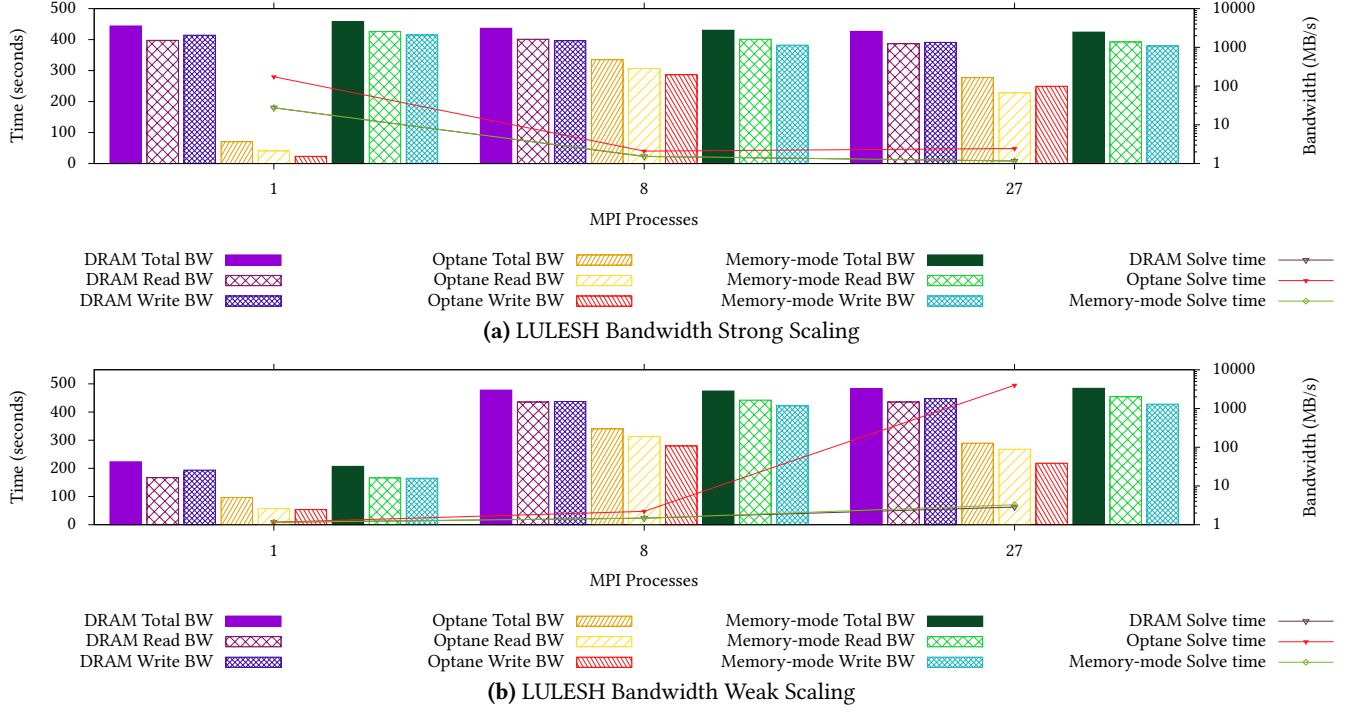 500
400
300
200
100
0
Time (seconds)
10000
1000
100
10
1
Bandwidth (MB/s)
1 8 27
MPI Processes
DRAM Total BW Optane Total BW Memory-mode Total BW DRAM Solve time
DRAM Read BW Optane Read BW Memory-mode Read BW Optane Solve time
DRAM Write BW Optane Write BW Memory-mode Write BW Memory-mode Solve time
(a) LULESH Bandwidth Strong Scaling
500
400
300
200
100
0
Time (seconds)
10000
1000
100
10
1
Bandwidth (MB/s)
1 8 27
MPI Processes
DRAM Total BW Optane Total BW Memory-mode Total BW DRAM Solve time
DRAM Read BW Optane Read BW Memory-mode Read BW Optane Solve time
DRAM Write BW Optane Write BW Memory-mode Write BW Memory-mode Solve time
(b) LULESH Bandwidth Weak Scaling